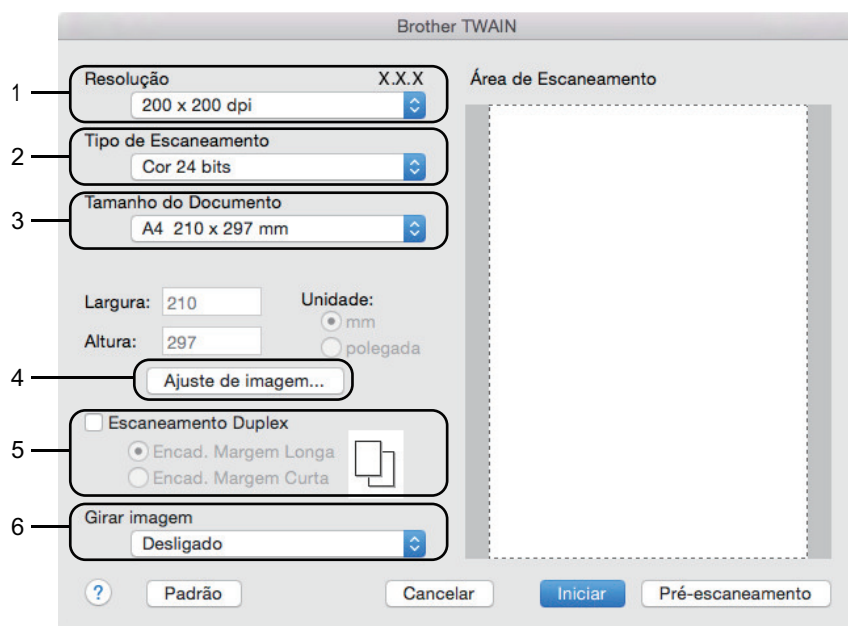 Brother TWAIN
1
Resolução X.X.X
200 x 200 dpi
2
Tipo de Escaneamento
Cor 24 bits
3
Tamanho do Documento
A4 210 x 297 mm
Largura: 210
Altura: 297
Unidade:
mm
polegada
4
Ajuste de imagem...
5
Escaneamento Duplex
Encad. Margem Longa
Encad. Margem Curta
6
Girar imagem
Desligado
Área de Escaneamento
? Padrão Cancelar Iniciar Pré-escaneamento